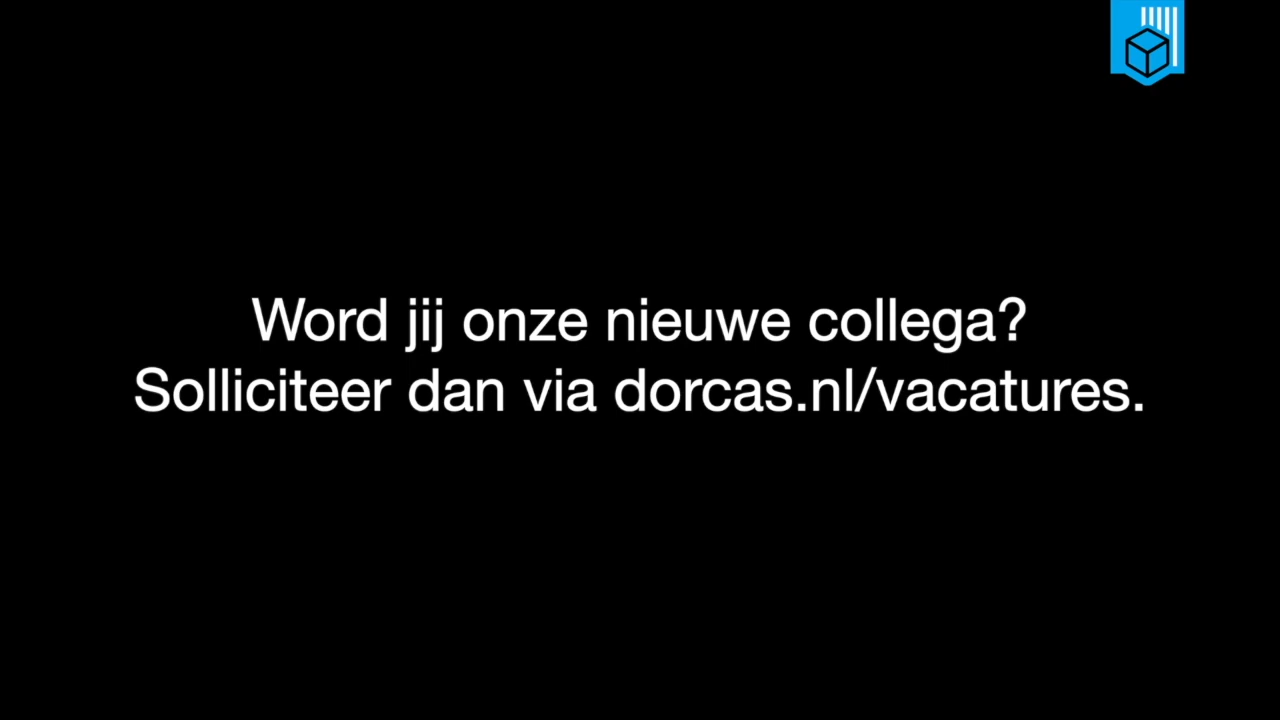 Word jij onze nieuwe collega?
Solliciteer dan via dorcas.nl/vacatures.